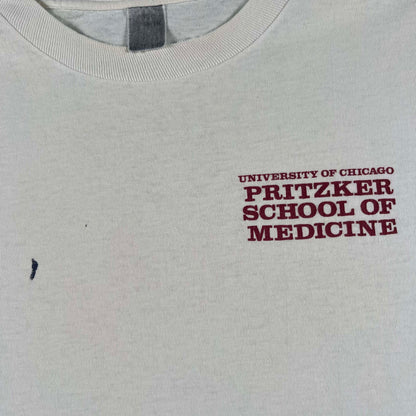 UNIVERSITY OF CHICAGO
PRITZKER
SCHOOL OF
MEDICINE